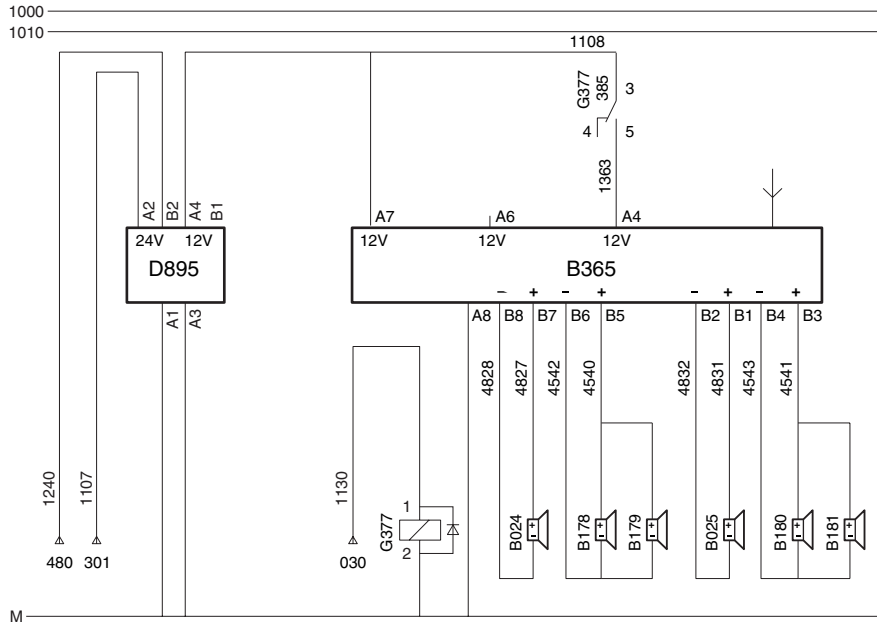 1000
1010
1108
G377
385
3
4
5
1363
A2
B2
A4
B1
A7
A6
A4
24V
12V
12V
12V
12V
D895
B365
- + - + - + - +
A1
A3
A8
B8
B7
B6
B5
B2
B1
B4
B3
4828
4827
4542
4540
4832
4831
4543
4541
1240
1107
1130
1
G377
2
B024
+
-
B178
+
-
B179
+
-
B025
+
-
B180
+
-
B181
+
-
480
301
030
M